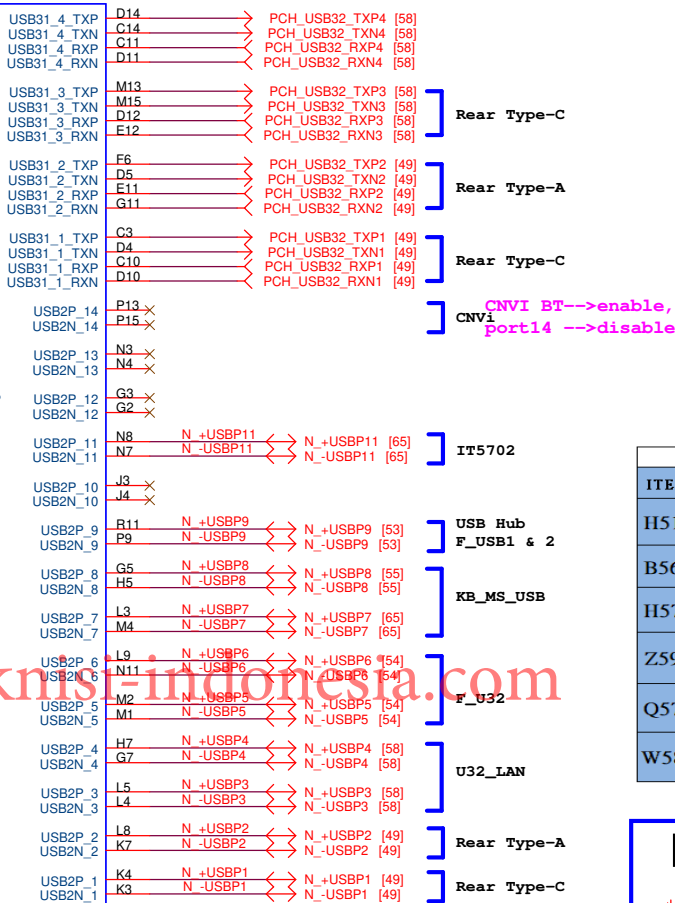 USB31_4_TXP D14 PCH_USB32_TXP4 [58]
USB31_4_TXN C14 PCH_USB32_TXN4 [58]
USB31_4_RXP C11 PCH_USB32_RXP4 [58]
USB31_4_RXN D11 PCH_USB32_RXN4 [58]
USB31_3_TXP M13 PCH_USB32_TXP3 [58]
USB31_3_TXN M15 PCH_USB32_TXN3 [58]
USB31_3_RXP D12 PCH_USB32_RXP3 [58]
USB31_3_RXN E12 PCH_USB32_RXN3 [58]
Rear Type-C
USB31_2_TXP F6 PCH_USB32_TXP2 [49]
USB31_2_TXN D5 PCH_USB32_TXN2 [49]
USB31_2_RXP E11 PCH_USB32_RXP2 [49]
USB31_2_RXN G11 PCH_USB32_RXN2 [49]
Rear Type-A
USB31_1_TXP C3 PCH_USB32_TXP1 [49]
USB31_1_TXN D4 PCH_USB32_TXN1 [49]
USB31_1_RXP C10 PCH_USB32_RXP1 [49]
USB31_1_RXN D10 PCH_USB32_RXN1 [49]
Rear Type-C
USB2P_14 P13
USB2N_14 P15
CNVi
CNVI BT-->enable,
port14 -->disable
USB2P_13 N3
USB2N_13 N4
USB2P_12 G3
USB2N_12 G2
USB2P_11 N8 N_+USBP11 N_+USBP11 [65]
USB2N_11 N7 N_-USBP11 N_-USBP11 [65]
IT5702
USB2P_10 J3
USB2N_10 J4
USB2P_9 R11 N_+USBP9 N_+USBP9 [53]
USB2N_9 P9 N_-USBP9 N_-USBP9 [53]
USB Hub
F_USB1 & 2
USB2P_8 G5 N_+USBP8 N_+USBP8 [55]
USB2N_8 H5 N_-USBP8 N_-USBP8 [55]
KB_MS_USB
USB2P_7 L3 N_+USBP7 N_+USBP7 [65]
USB2N_7 M4 N_-USBP7 N_-USBP7 [65]
USB2P_6 L9 N_+USBP6 N_+USBP6 [54]
USB2N_6 N11 N_-USBP6 N_-USBP6 [54]
knisi-indonesia.com
F_U32
USB2P_5 M2 N_+USBP5 N_+USBP5 [54]
USB2N_5 M1 N_-USBP5 N_-USBP5 [54]
USB2P_4 H7 N_+USBP4 N_+USBP4 [58]
USB2N_4 G7 N_-USBP4 N_-USBP4 [58]
U32_LAN
USB2P_3 L5 N_+USBP3 N_+USBP3 [58]
USB2N_3 L4 N_-USBP3 N_-USBP3 [58]
USB2P_2 L8 N_+USBP2 N_+USBP2 [49]
USB2N_2 K7 N_-USBP2 N_-USBP2 [49]
Rear Type-A
USB2P_1 K4 N_+USBP1 N_+USBP1 [49]
USB2N_1 K3 N_-USBP1 N_-USBP1 [49]
Rear Type-C
ITE
H51
B56
H57
Z59
Q57
W58